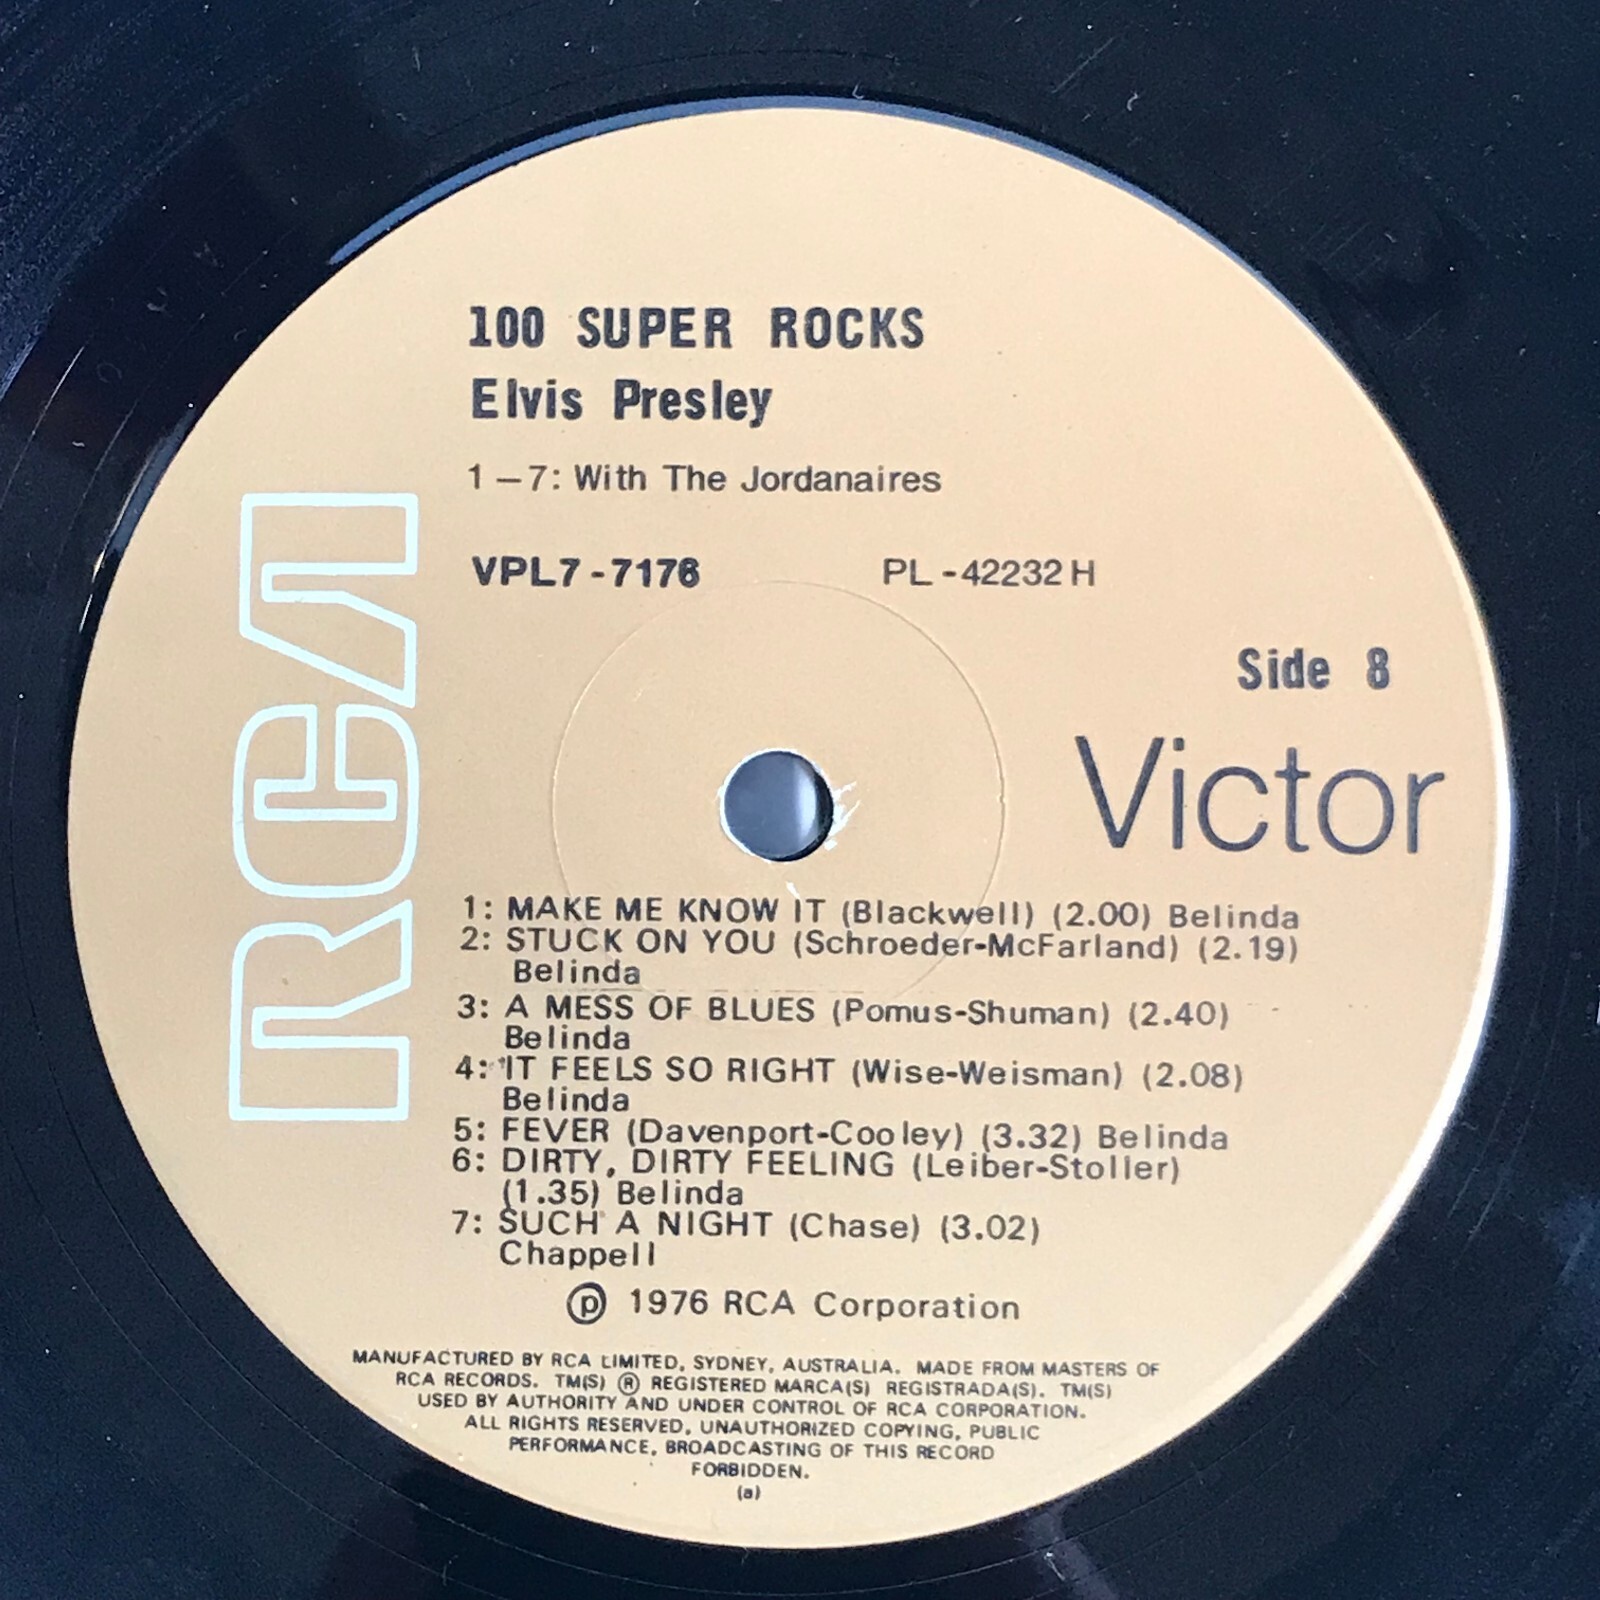 100 SUPER ROCKS
Elvis Presley
1-7: With The Jordanaires
VPL7-7176 PL-42232 H
Side 8
RCA
Victor
1: MAKE ME KNOW IT (Blackwell) (2.00) Belinda
2: STUCK ON YOU (Schroeder-McFarland) (2.19)
Belinda
3: A MESS OF BLUES (Pomus-Shuman) (2.40)
Belinda
4: IT FEELS SO RIGHT (Wise-Weisman) (2.08)
Belinda
5: FEVER (Davenport-Cooley) (3.32) Belinda
6: DIRTY, DIRTY FEELING (Leiber-Stoller)
(1.35) Belinda
7: SUCH A NIGHT (Chase) (3.02)
Chappell
℗ 1976 RCA Corporation
MANUFACTURED BY RCA LIMITED, SYDNEY, AUSTRALIA. MADE FROM MASTERS OF
RCA RECORDS. TM(S) ® REGISTERED MARCA(S) REGISTRADA(S). TM(S)
USED BY AUTHORITY AND UNDER CONTROL OF RCA CORPORATION.
ALL RIGHTS RESERVED, UNAUTHORIZED COPYING, PUBLIC
PERFORMANCE, BROADCASTING OF THIS RECORD
FORBIDDEN.
(a)